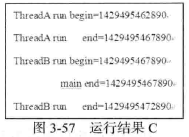 ThreadA run begin=1429495462890
ThreadA run end=1429495467890
ThreadB run begin=1429495467890
main end=1429495467890
ThreadB run end=1429495472890
图 3-57 运行结果 C